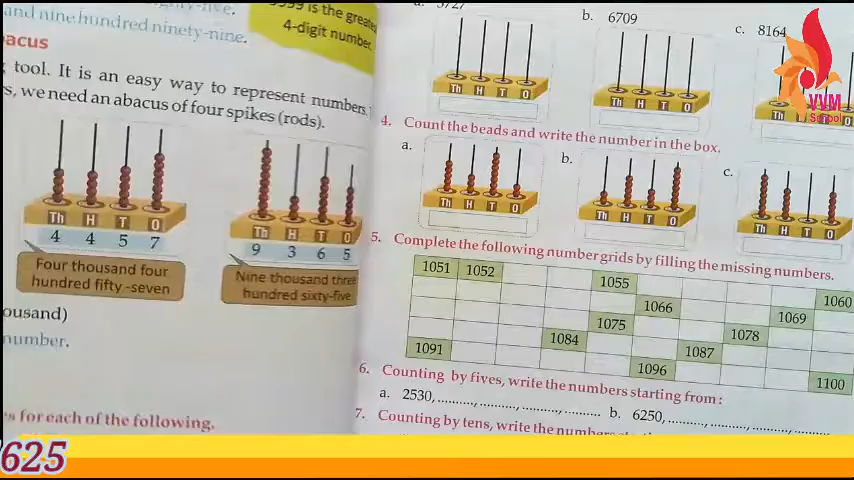 and nine hundred ninety-nine.
is the greatest
4-digit number.
acus
tool. It is an easy way to represent numbers.
s, we need an abacus of four spikes (rods).
Th H T O
4 4 5 7
Four thousand four
hundred fifty -seven
Th H T O
9 3 6 5
Nine thousand three
hundred sixty-five
ousand)
number.
s for each of the following.
625
a. 3727
b. 6709
c. 8164
Th H T O
Th H T O
Th
VVM
School
4. Count the beads and write the number in the box.
a.
b.
c.
Th H T O
Th H T O
Th H T O
5. Complete the following number grids by filling the missing numbers.
1051 1052 1055 1060
1066 1069
1075 1078
1091 1084 1087
1096 1100
6. Counting by fives, write the numbers starting from :
a. 2530, .........., .........., .........., .......... b. 6250, .........., .........., .........., ..........
7. Counting by tens, write the numbers